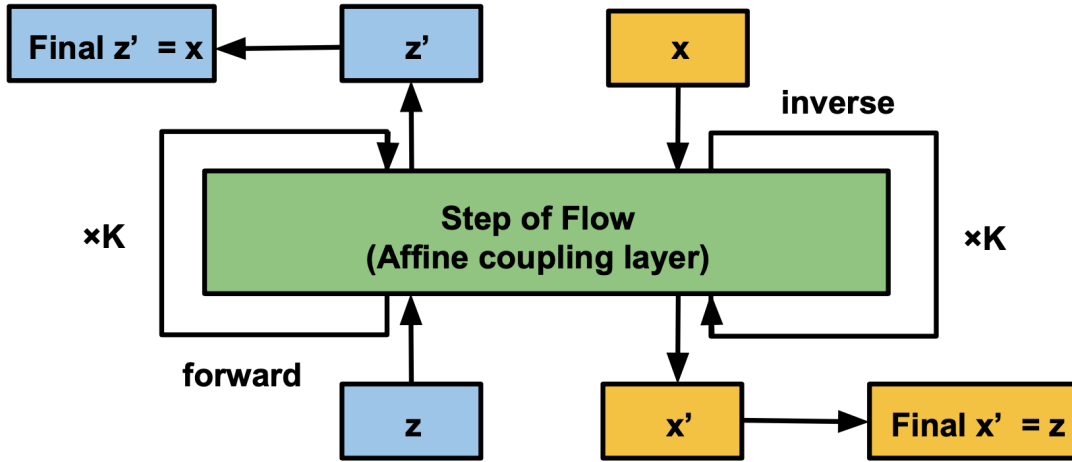 Final z’ = x
z’
x
inverse
×K
Step of Flow
(Affine coupling layer)
×K
forward
z
x’
Final x’ = z